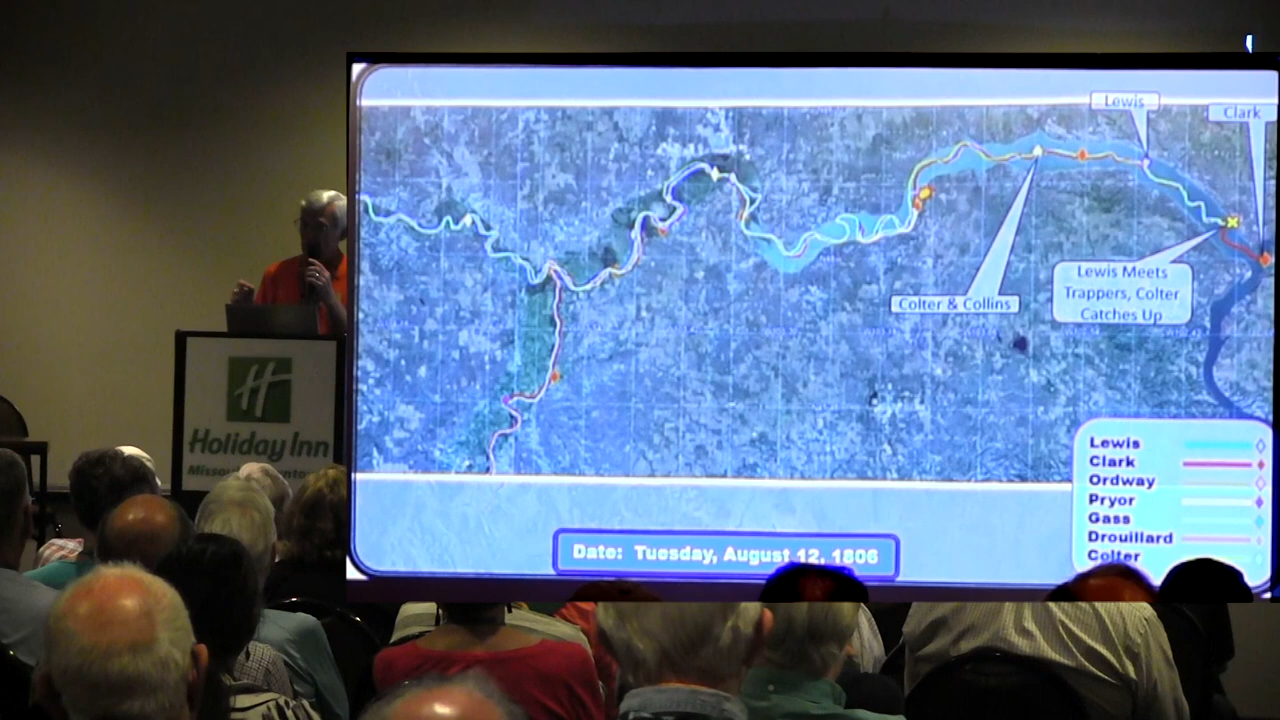 Lewis
Clark
Colter & Collins
Lewis Meets
Trappers, Colter
Catches Up
Holiday Inn
Lewis
Clark
Ordway
Pryor
Gass
Drouillard
Colter
Date: Tuesday, August 12, 1806